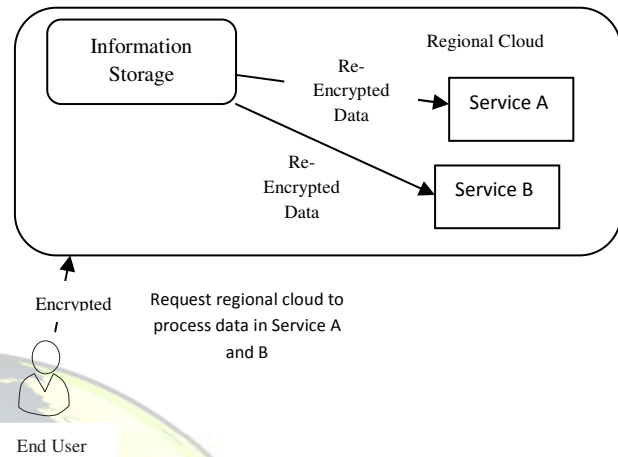 Information
Storage
Regional Cloud
Re-
Encrypted
Data
Service A
Re-
Encrypted
Data
Service B
Encrypted
Request regional cloud to
process data in Service A
and B
End User